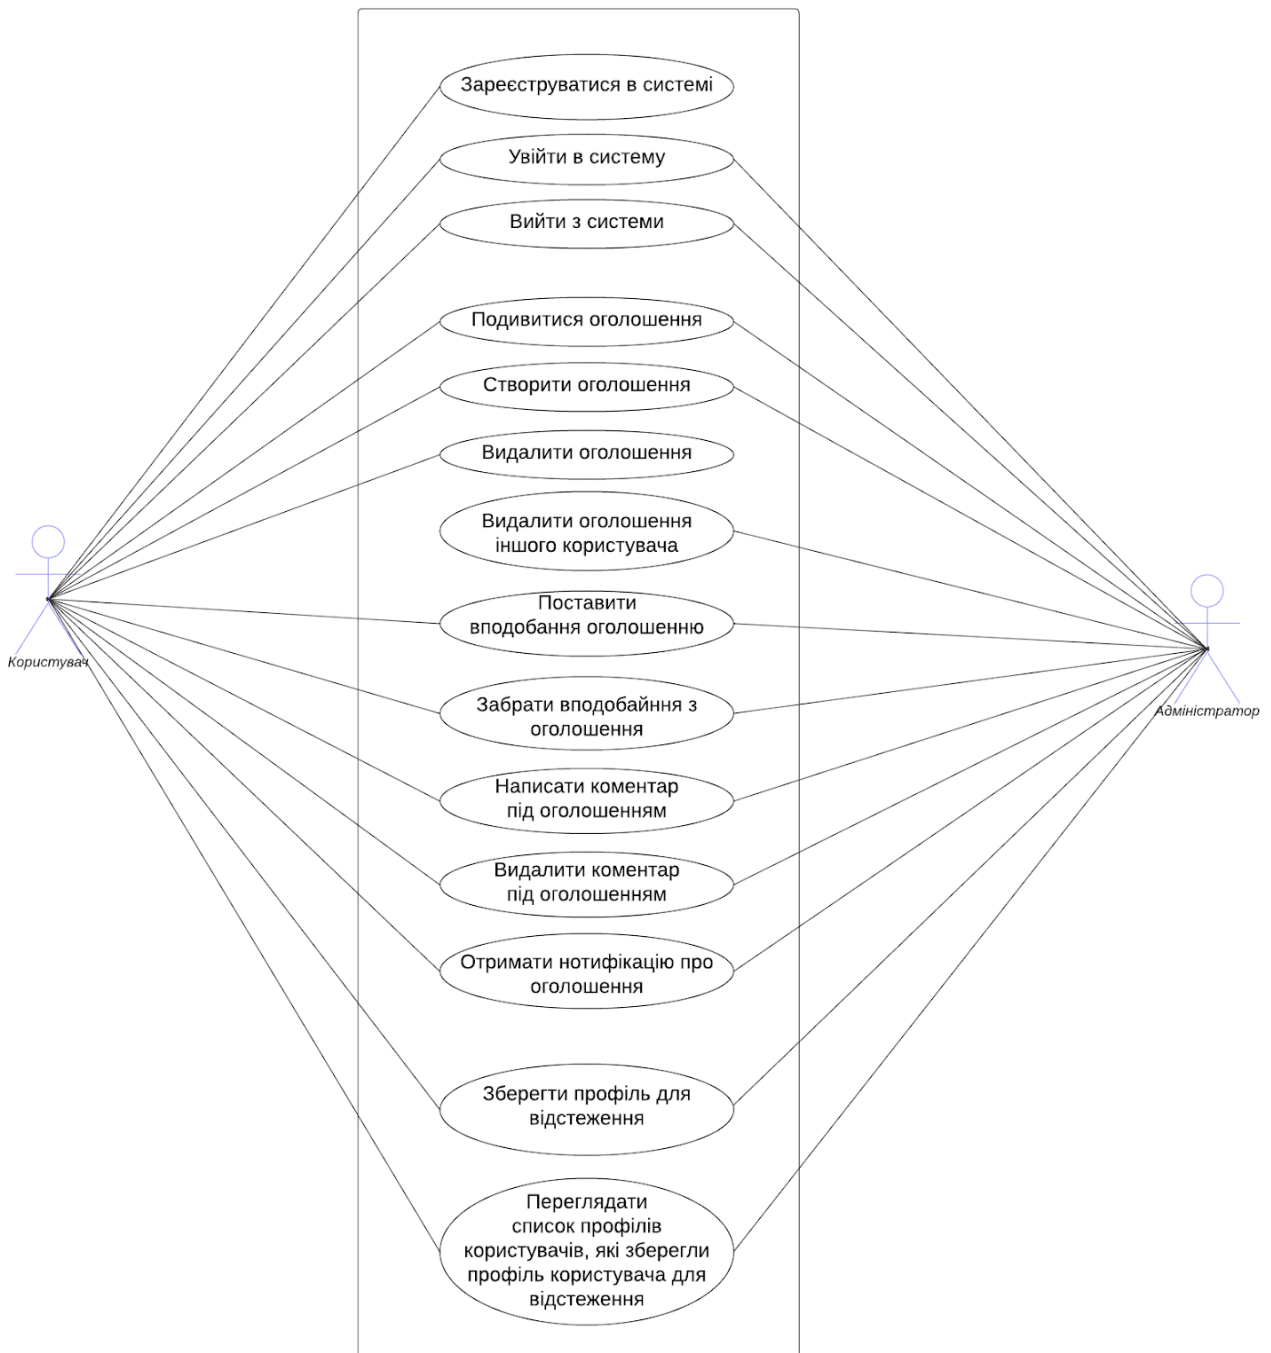 Зареєструватися в системі
Увійти в систему
Вийти з системи
Подивитися оголошення
Створити оголошення
Видалити оголошення
Видалити оголошення
іншого користувача
Поставити
вподобання оголошенню
Користувач
Забрати вподобайння з
оголошення
Адміністратор
Написати коментар
під оголошенням
Видалити коментар
під оголошенням
Отримати нотифікацію про
оголошення
Зберегти профіль для
відстеження
Переглядати
список профілів
користувачів, які зберегли
профіль користувача для
відстеження